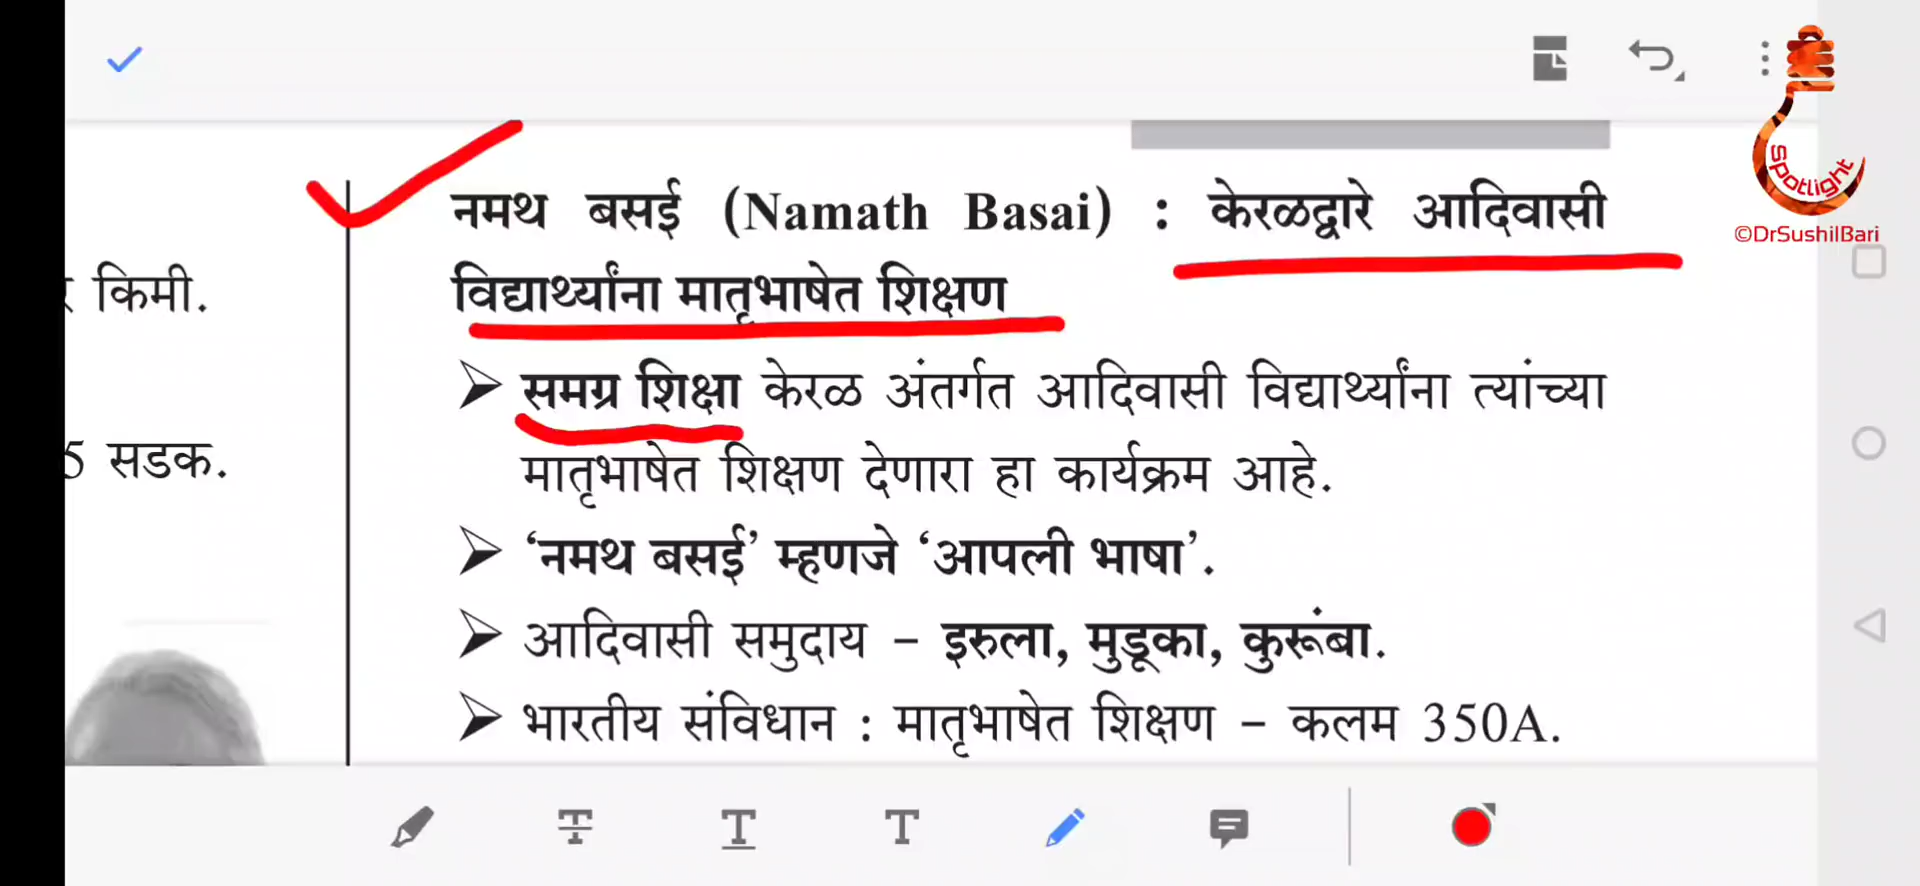 Spotlight
©DrSushilBari
नमथ बसई (Namath Basai) : केरळद्वारे आदिवासी
विद्यार्थ्यांना मातृभाषेत शिक्षण
➢ समग्र शिक्षा केरळ अंतर्गत आदिवासी विद्यार्थ्यांना त्यांच्या
मातृभाषेत शिक्षण देणारा हा कार्यक्रम आहे.
➢ ‘नमथ बसई’ म्हणजे ‘आपली भाषा’.
➢ आदिवासी समुदाय – इरुला, मुडूका, कुरूंबा.
➢ भारतीय संविधान : मातृभाषेत शिक्षण – कलम 350A.
किमी.
5 सडक.